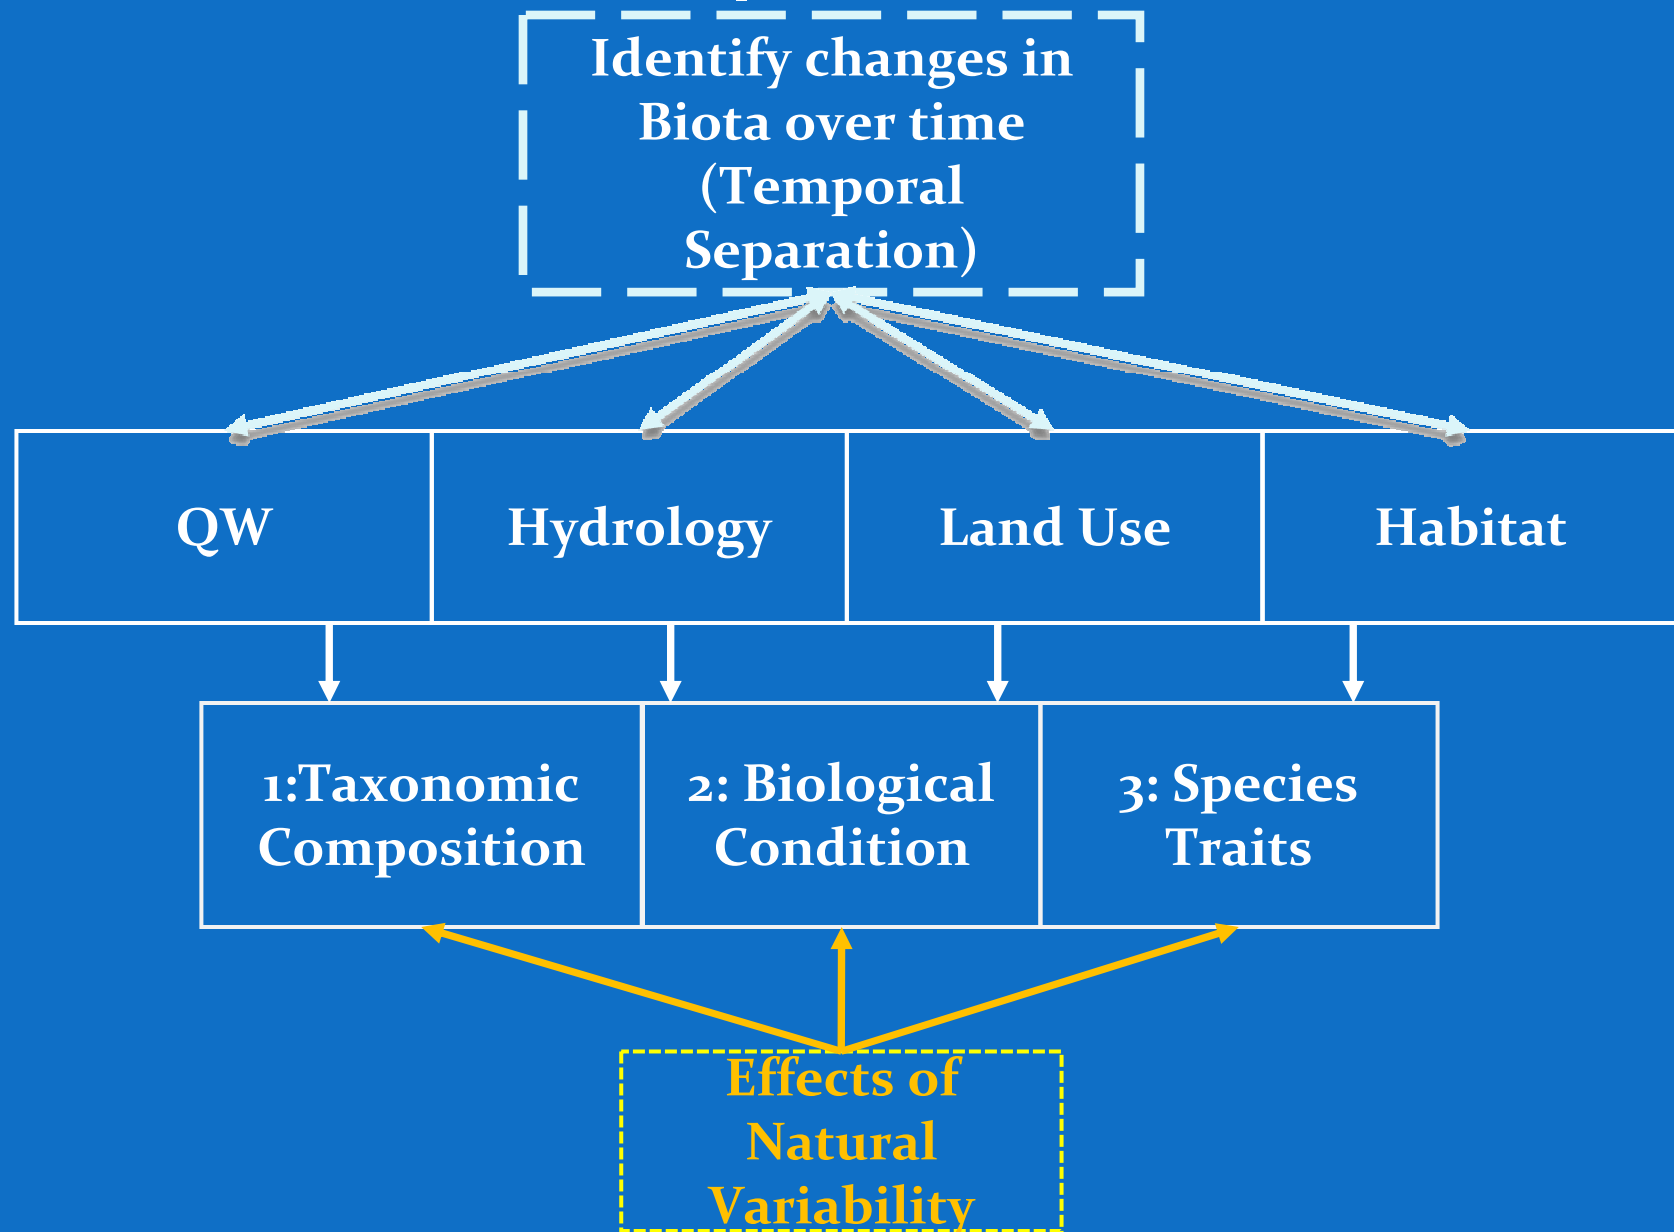 Identify changes in
Biota over time
(Temporal
Separation)
QW
Hydrology
Land Use
Habitat
1:Taxonomic
Composition
2: Biological
Condition
3: Species
Traits
Effects of
Natural
Variability